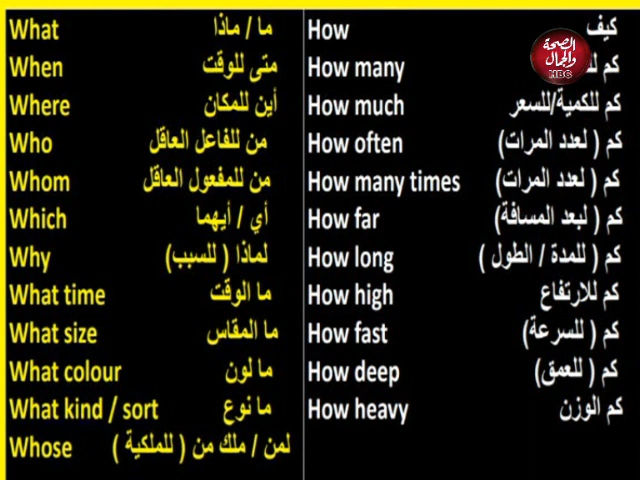 What ما / ماذا
When متى للوقت
Where أين للمكان
Who من للفاعل العاقل
Whom من للمفعول العاقل
Which أي / أيهما
Why لماذا ( للسبب)
What time ما الوقت
What size ما المقاس
What colour ما لون
What kind / sort ما نوع
Whose لمن / ملك من ( للملكية )
How كيف
How many كم
How much كم للكمية/للسعر
How often كم ( لعدد المرات)
How many times كم ( لعدد المرات)
How far كم ( لبعد المسافة)
How long كم ( للمدة / الطول )
How high كم للارتفاع
How fast كم ( للسرعة)
How deep كم ( للعمق)
How heavy كم الوزن
الصحة
والجمال
HBC